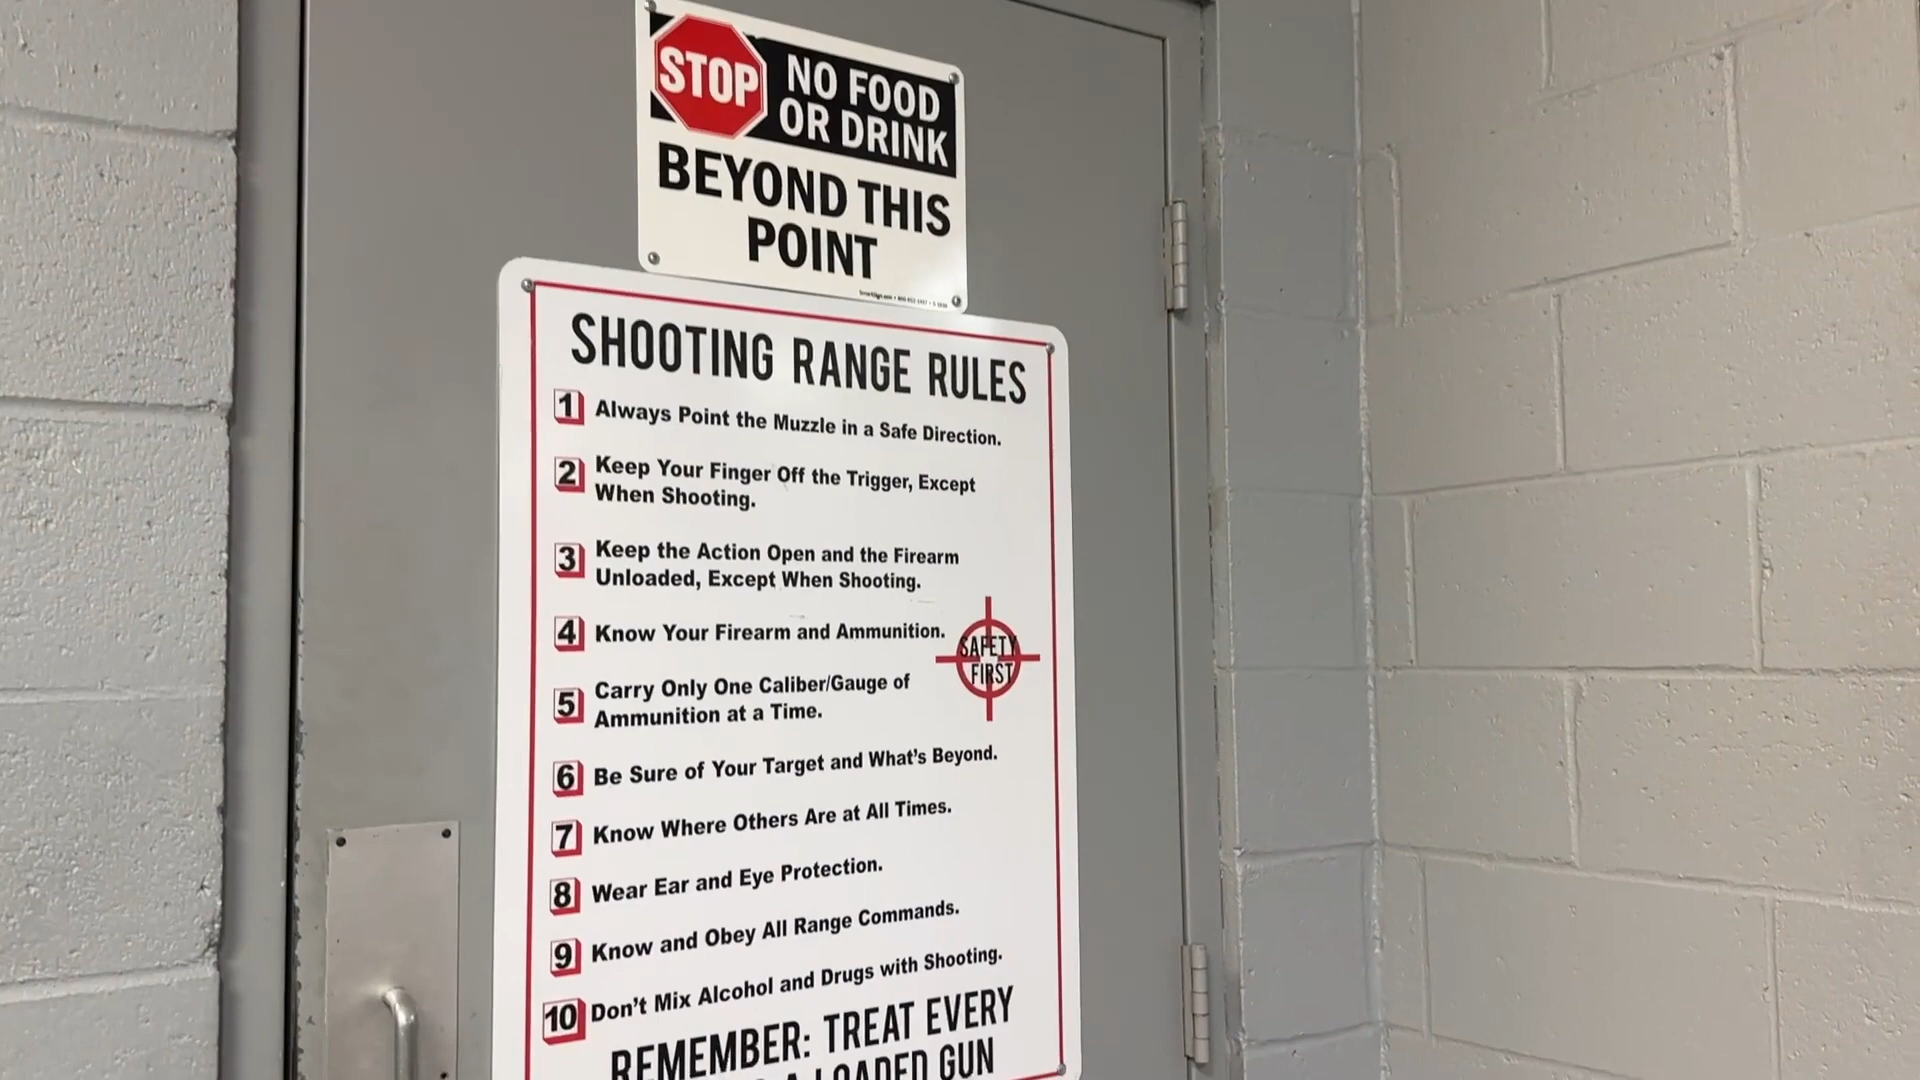 STOP
NO FOOD
OR DRINK
BEYOND THIS
POINT
SHOOTING RANGE RULES
1 Always Point the Muzzle in a Safe Direction.
2 Keep Your Finger Off the Trigger, Except
When Shooting.
3 Keep the Action Open and the Firearm
Unloaded, Except When Shooting.
4 Know Your Firearm and Ammunition.
SAFETY
FIRST
5 Carry Only One Caliber/Gauge of
Ammunition at a Time.
6 Be Sure of Your Target and What's Beyond.
7 Know Where Others Are at All Times.
8 Wear Ear and Eye Protection.
9 Know and Obey All Range Commands.
10 Don't Mix Alcohol and Drugs with Shooting.
REMEMBER: TREAT EVERY
A LOADED GUN